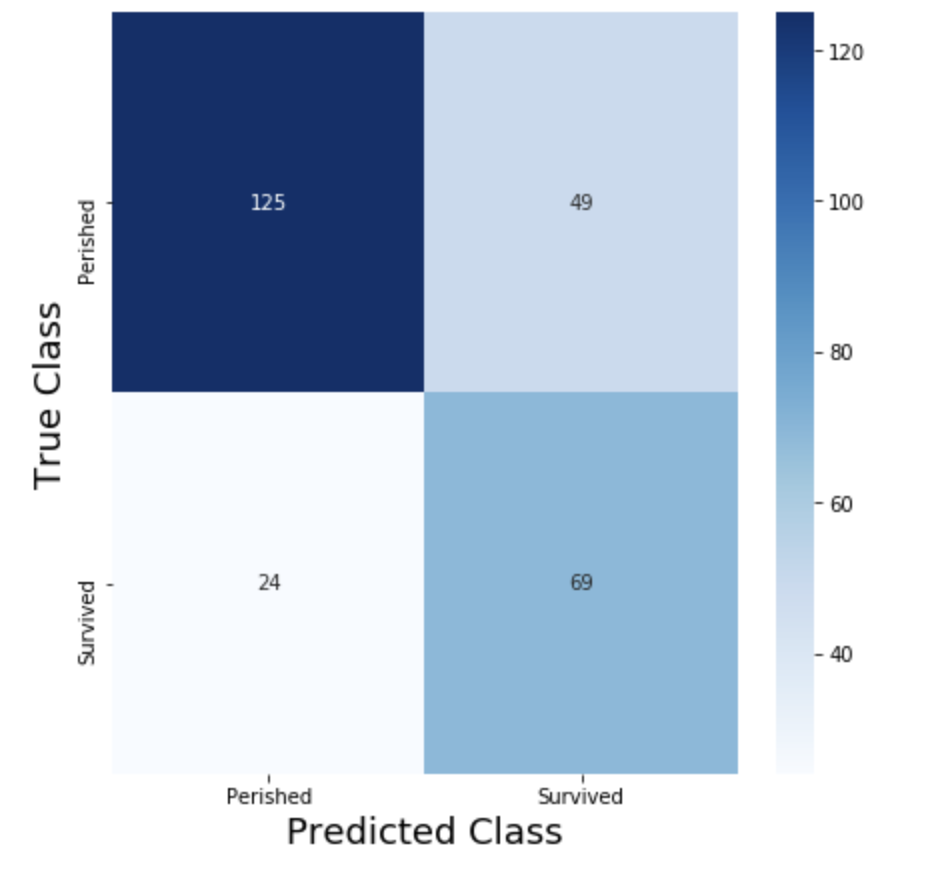 125
49
24
69
Perished
Survived
True Class
Perished
Survived
Predicted Class
120
100
80
60
40